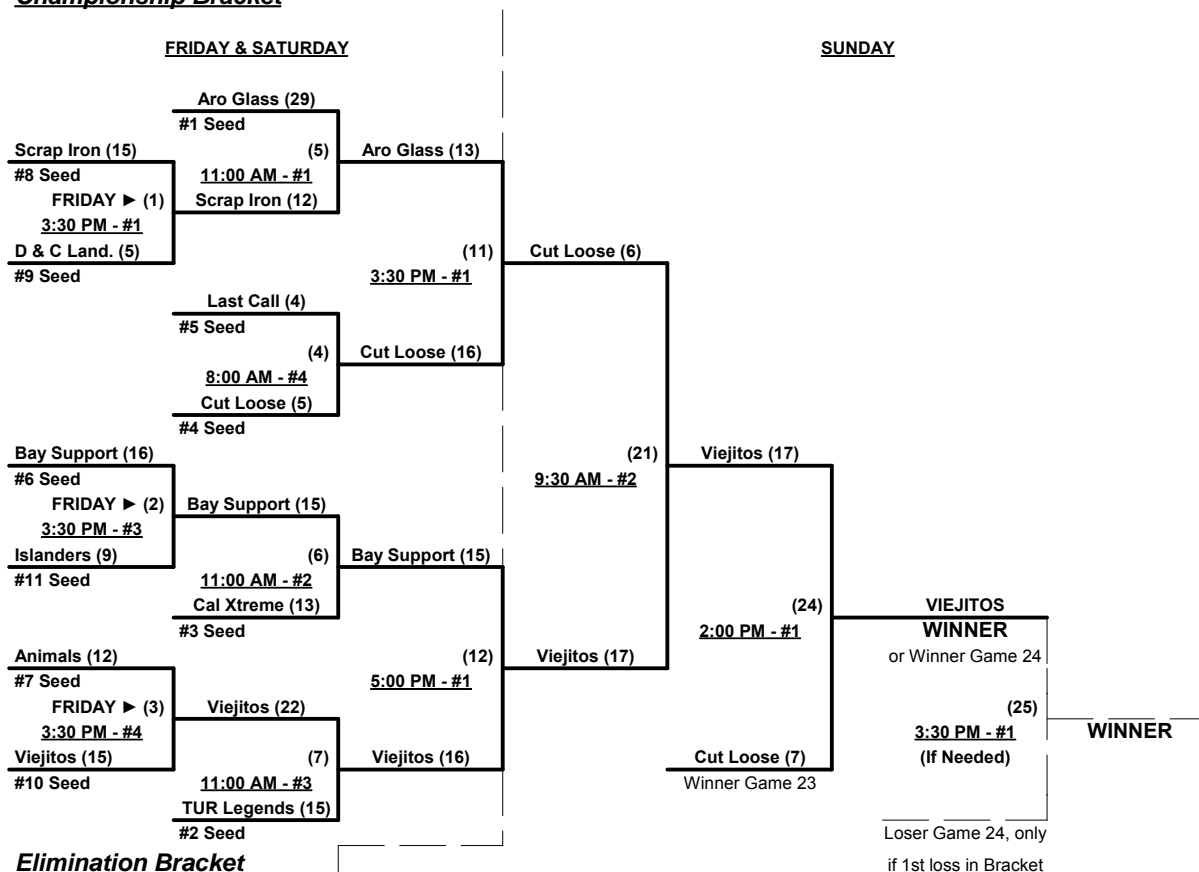 Championship Bracket
FRIDAY & SATURDAY
SUNDAY
Aro Glass (29)
#1 Seed
Scrap Iron (15)
(5)
Aro Glass (13)
#8 Seed
11:00 AM - #1
FRIDAY ► (1)
Scrap Iron (12)
3:30 PM - #1
D & C Land. (5)
(11)
Cut Loose (6)
#9 Seed
3:30 PM - #1
Last Call (4)
#5 Seed
(4)
Cut Loose (16)
8:00 AM - #4
Cut Loose (5)
#4 Seed
Bay Support (16)
(21)
Viejitos (17)
#6 Seed
9:30 AM - #2
FRIDAY ► (2)
Bay Support (15)
3:30 PM - #3
Islanders (9)
(6)
Bay Support (15)
#11 Seed
11:00 AM - #2
Cal Xtreme (13)
(24)
VIEJITOS
#3 Seed
2:00 PM - #1
WINNER
Animals (12)
(12)
Viejitos (17)
or Winner Game 24
#7 Seed
5:00 PM - #1
FRIDAY ► (3)
Viejitos (22)
(25)
3:30 PM - #4
3:30 PM - #1
WINNER
Viejitos (15)
(7)
Viejitos (16)
Cut Loose (7)
(If Needed)
#10 Seed
11:00 AM - #3
Winner Game 23
TUR Legends (15)
#2 Seed
Loser Game 24, only
Elimination Bracket
if 1st loss in Bracket